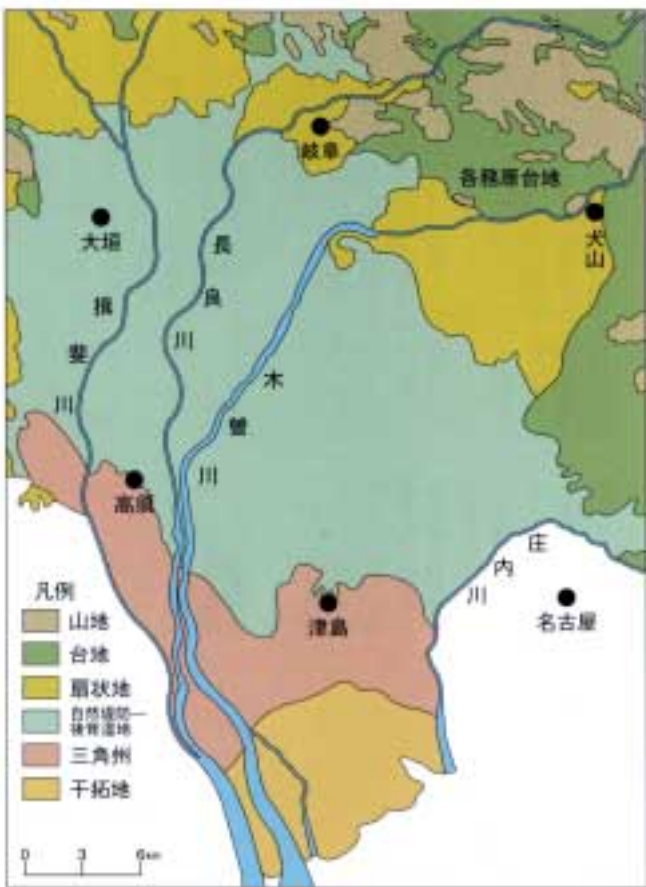 岐阜
各務原台地
大垣
犬山
長良川
揖斐川
木曽川
高須
庄内川
凡例
山地
台地
扇状地
自然堤防―
後背湿地
三角州
干拓地
津島
名古屋
0 3 6km